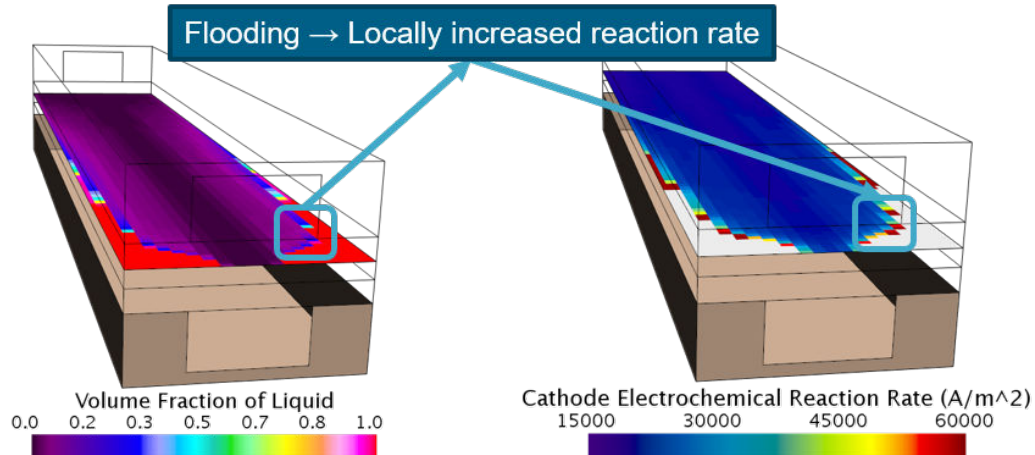 Flooding → Locally increased reaction rate
Volume Fraction of Liquid
0.0 0.2 0.3 0.5 0.7 0.8 1.0
Cathode Electrochemical Reaction Rate (A/m^2)
15000 30000 45000 60000